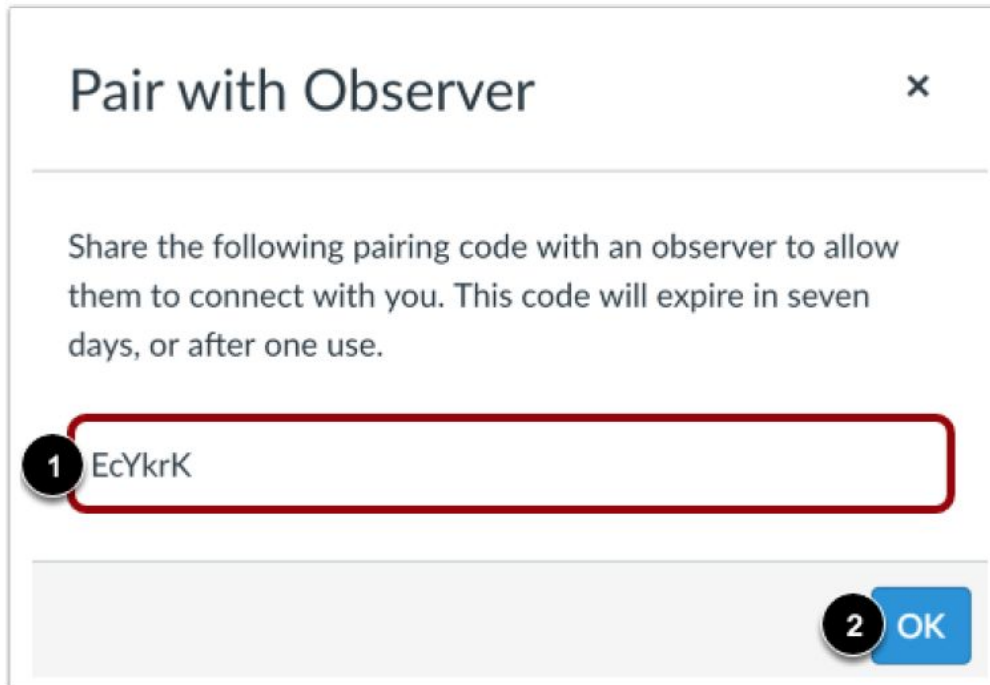 Pair with Observer ×
Share the following pairing code with an observer to allow
them to connect with you. This code will expire in seven
days, or after one use.
1 EcYkrK
2 OK